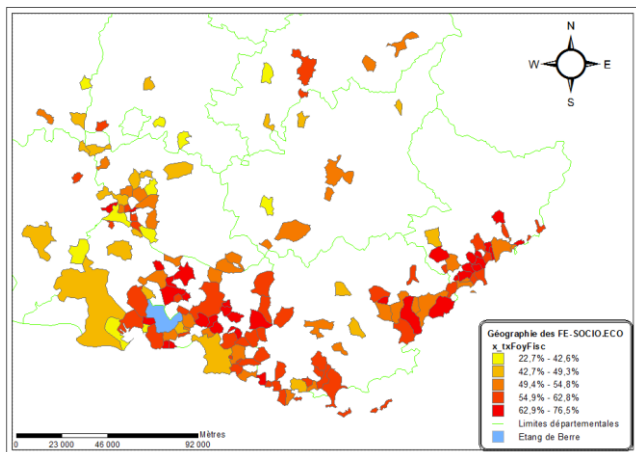 N
W E
S
Géographie des FE-SOCIO.ECO
x_txFoyFisc
22,7% - 42,6%
42,7% - 49,3%
49,4% - 54,8%
54,9% - 62,8%
62,9% - 76,5%
Limites départementales
Etang de Berre
Mètres
0 23 000 46 000 92 000